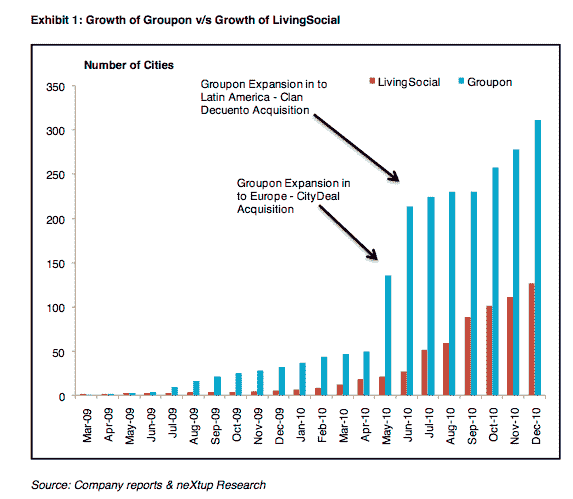 Exhibit 1: Growth of Groupon v/s Growth of LivingSocial
Number of Cities
Groupon Expansion in to
Latin America - Clan
Decuento Acquisition
LivingSocial
Groupon
Groupon Expansion in
to Europe - CityDeal
Acquisition
350
300
250
200
150
100
50
0
Mar-09
Apr-09
May-09
Jun-09
Jul-09
Aug-09
Sep-09
Oct-09
Nov-09
Dec-09
Jan-10
Feb-10
Mar-10
Apr-10
May-10
Jun-10
Jul-10
Aug-10
Sep-10
Oct-10
Nov-10
Dec-10
Source: Company reports & neXtup Research